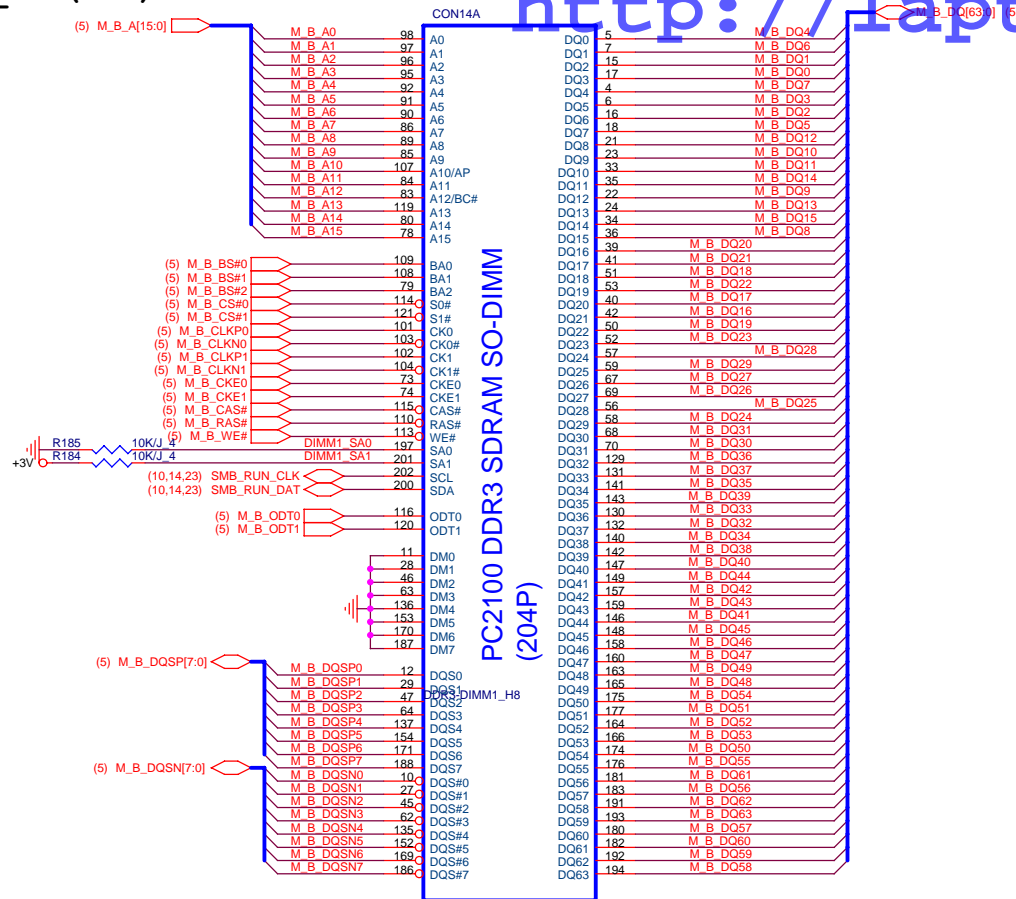 CON14A
http://lapt
(5) M_B_A[15:0]
M_B_A0 98 A0
M_B_A1 97 A1
M_B_A2 96 A2
M_B_A3 95 A3
M_B_A4 92 A4
M_B_A5 91 A5
M_B_A6 90 A6
M_B_A7 86 A7
M_B_A8 89 A8
M_B_A9 85 A9
M_B_A10 107 A10/AP
M_B_A11 84 A11
M_B_A12 83 A12/BC#
M_B_A13 119 A13
M_B_A14 80 A14
M_B_A15 78 A15
(5) M_B_BS#0 109 BA0
(5) M_B_BS#1 108 BA1
(5) M_B_BS#2 79 BA2
(5) M_B_CS#0 114 S0#
(5) M_B_CS#1 121 S1#
(5) M_B_CLKP0 101 CK0
(5) M_B_CLKN0 103 CK0#
(5) M_B_CLKP1 102 CK1
(5) M_B_CLKN1 104 CK1#
(5) M_B_CKE0 73 CKE0
(5) M_B_CKE1 74 CKE1
(5) M_B_CAS# 115 CAS#
(5) M_B_RAS# 110 RAS#
(5) M_B_WE# 113 WE#
R185 10K/J_4 DIMM1_SA0 197 SA0
+3V R184 10K/J_4 DIMM1_SA1 201 SA1
(10,14,23) SMB_RUN_CLK 202 SCL
(10,14,23) SMB_RUN_DAT 200 SDA
(5) M_B_ODT0 116 ODT0
(5) M_B_ODT1 120 ODT1
11 DM0
28 DM1
46 DM2
63 DM3
136 DM4
153 DM5
170 DM6
187 DM7
(5) M_B_DQSP[7:0]
M_B_DQSP0 12 DQS0
M_B_DQSP1 29 DQS1
M_B_DQSP2 47 DQS2
M_B_DQSP3 64 DQS3
M_B_DQSP4 137 DQS4
M_B_DQSP5 154 DQS5
M_B_DQSP6 171 DQS6
M_B_DQSP7 188 DQS7
(5) M_B_DQSN[7:0]
M_B_DQSN0 10 DQS#0
M_B_DQSN1 27 DQS#1
M_B_DQSN2 45 DQS#2
M_B_DQSN3 62 DQS#3
M_B_DQSN4 135 DQS#4
M_B_DQSN5 152 DQS#5
M_B_DQSN6 169 DQS#6
M_B_DQSN7 186 DQS#7
DDR3-DIMM1_H8
PC2100 DDR3 SDRAM SO-DIMM
(204P)
M_B_DQ[63:0] (5)
DQ0 5 M_B_DQ4
DQ1 7 M_B_DQ6
DQ2 15 M_B_DQ1
DQ3 17 M_B_DQ0
DQ4 4 M_B_DQ7
DQ5 6 M_B_DQ3
DQ6 16 M_B_DQ2
DQ7 18 M_B_DQ5
DQ8 21 M_B_DQ12
DQ9 23 M_B_DQ10
DQ10 33 M_B_DQ11
DQ11 35 M_B_DQ14
DQ12 22 M_B_DQ9
DQ13 24 M_B_DQ13
DQ14 34 M_B_DQ15
DQ15 36 M_B_DQ8
DQ16 39 M_B_DQ20
DQ17 41 M_B_DQ21
DQ18 51 M_B_DQ18
DQ19 53 M_B_DQ22
DQ20 40 M_B_DQ17
DQ21 42 M_B_DQ16
DQ22 50 M_B_DQ19
DQ23 52 M_B_DQ23
DQ24 57 M_B_DQ28
DQ25 59 M_B_DQ29
DQ26 67 M_B_DQ27
DQ27 69 M_B_DQ26
DQ28 56 M_B_DQ25
DQ29 58 M_B_DQ24
DQ30 68 M_B_DQ31
DQ31 70 M_B_DQ30
DQ32 129 M_B_DQ36
DQ33 131 M_B_DQ37
DQ34 141 M_B_DQ35
DQ35 143 M_B_DQ39
DQ36 130 M_B_DQ33
DQ37 132 M_B_DQ32
DQ38 140 M_B_DQ34
DQ39 142 M_B_DQ38
DQ40 147 M_B_DQ40
DQ41 149 M_B_DQ44
DQ42 157 M_B_DQ42
DQ43 159 M_B_DQ43
DQ44 146 M_B_DQ41
DQ45 148 M_B_DQ45
DQ46 158 M_B_DQ46
DQ47 160 M_B_DQ47
DQ48 163 M_B_DQ49
DQ49 165 M_B_DQ48
DQ50 175 M_B_DQ54
DQ51 177 M_B_DQ51
DQ52 164 M_B_DQ52
DQ53 166 M_B_DQ53
DQ54 174 M_B_DQ50
DQ55 176 M_B_DQ55
DQ56 181 M_B_DQ61
DQ57 183 M_B_DQ56
DQ58 191 M_B_DQ62
DQ59 193 M_B_DQ63
DQ60 180 M_B_DQ57
DQ61 182 M_B_DQ60
DQ62 192 M_B_DQ59
DQ63 194 M_B_DQ58